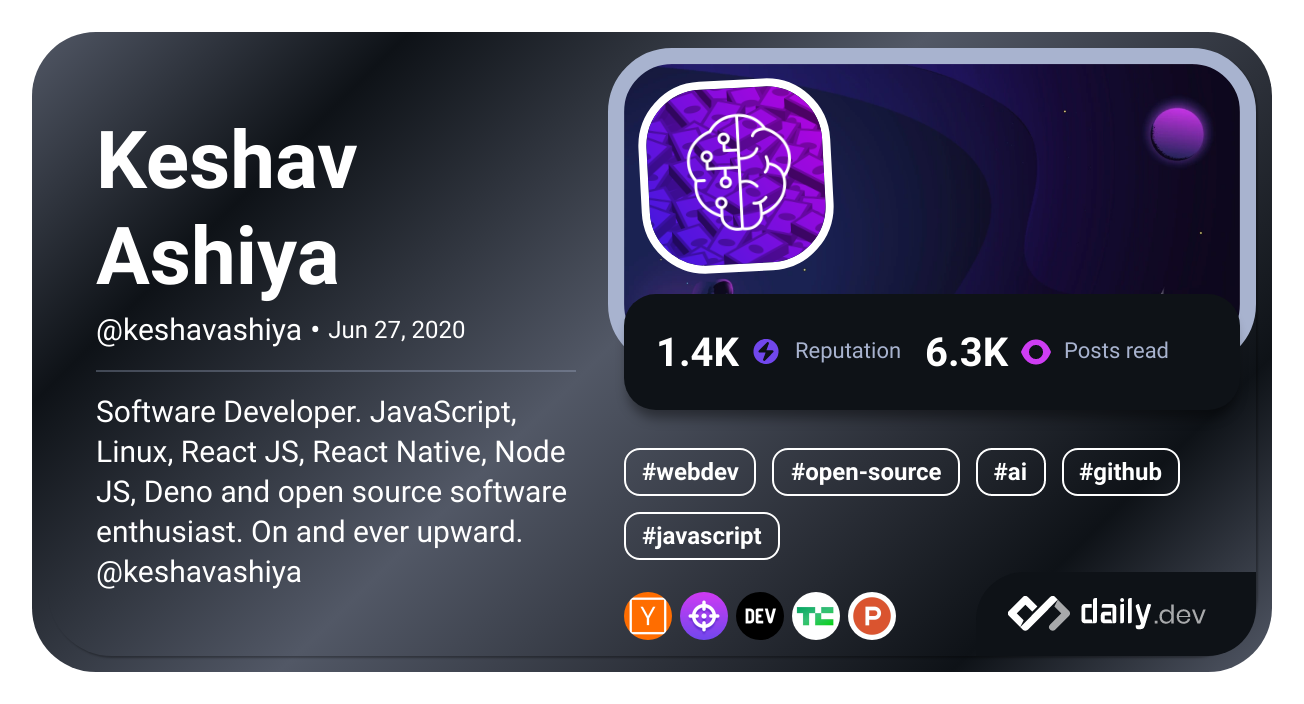 Keshav
Ashiya
@keshavashiya • Jun 27, 2020
Software Developer. JavaScript,
Linux, React JS, React Native, Node
JS, Deno and open source software
enthusiast. On and ever upward.
@keshavashiya
1.4K Reputation 6.3K Posts read
#webdev #open-source #ai #github
#javascript
Y DEV TC P
daily.dev